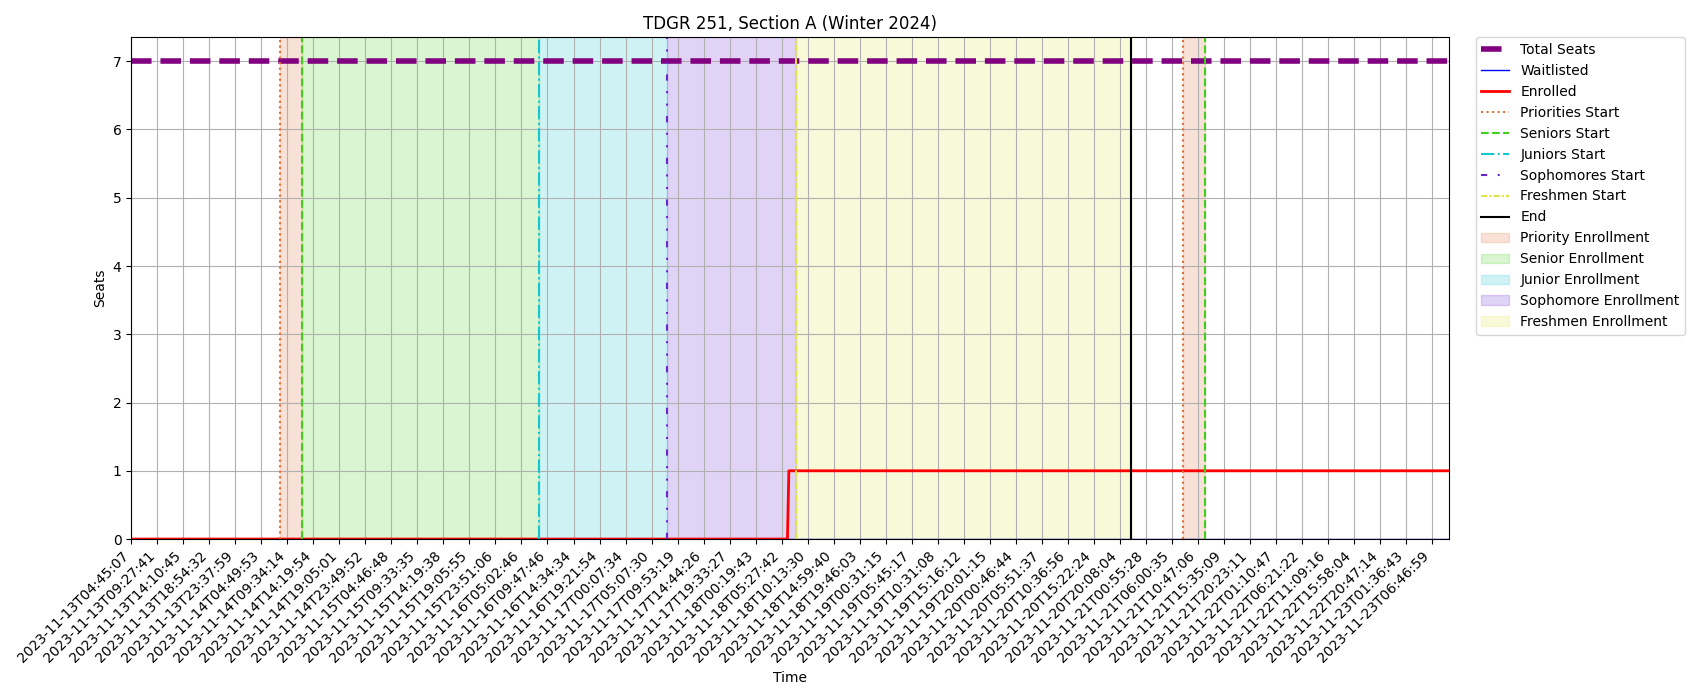 TDGR 251, Section A (Winter 2024)
Seats
7
6
5
4
3
2
1
0
2023-11-13T04:45:07
2023-11-13T09:27:41
2023-11-13T14:10:45
2023-11-13T18:54:32
2023-11-13T23:37:59
2023-11-14T04:49:53
2023-11-14T09:34:14
2023-11-14T14:19:54
2023-11-14T19:05:01
2023-11-14T23:49:52
2023-11-15T04:46:48
2023-11-15T09:33:35
2023-11-15T14:19:38
2023-11-15T19:05:55
2023-11-15T23:51:06
2023-11-16T05:02:46
2023-11-16T09:47:46
2023-11-16T14:34:34
2023-11-16T19:21:54
2023-11-17T00:07:34
2023-11-17T05:07:30
2023-11-17T09:53:19
2023-11-17T14:44:26
2023-11-17T19:33:27
2023-11-18T00:19:43
2023-11-18T05:27:42
2023-11-18T10:13:30
2023-11-18T14:59:40
2023-11-18T19:46:03
2023-11-19T00:31:15
2023-11-19T05:45:17
2023-11-19T10:31:08
2023-11-19T15:16:12
2023-11-19T20:01:15
2023-11-20T00:46:44
2023-11-20T05:51:37
2023-11-20T10:36:56
2023-11-20T15:22:24
2023-11-20T20:08:04
2023-11-21T00:55:28
2023-11-21T06:00:35
2023-11-21T10:47:06
2023-11-21T15:35:09
2023-11-21T20:23:11
2023-11-22T01:10:47
2023-11-22T06:21:22
2023-11-22T11:09:16
2023-11-22T15:58:04
2023-11-22T20:47:14
2023-11-23T01:36:43
2023-11-23T06:46:59
Time
Total Seats
Waitlisted
Enrolled
Priorities Start
Seniors Start
Juniors Start
Sophomores Start
Freshmen Start
End
Priority Enrollment
Senior Enrollment
Junior Enrollment
Sophomore Enrollment
Freshmen Enrollment